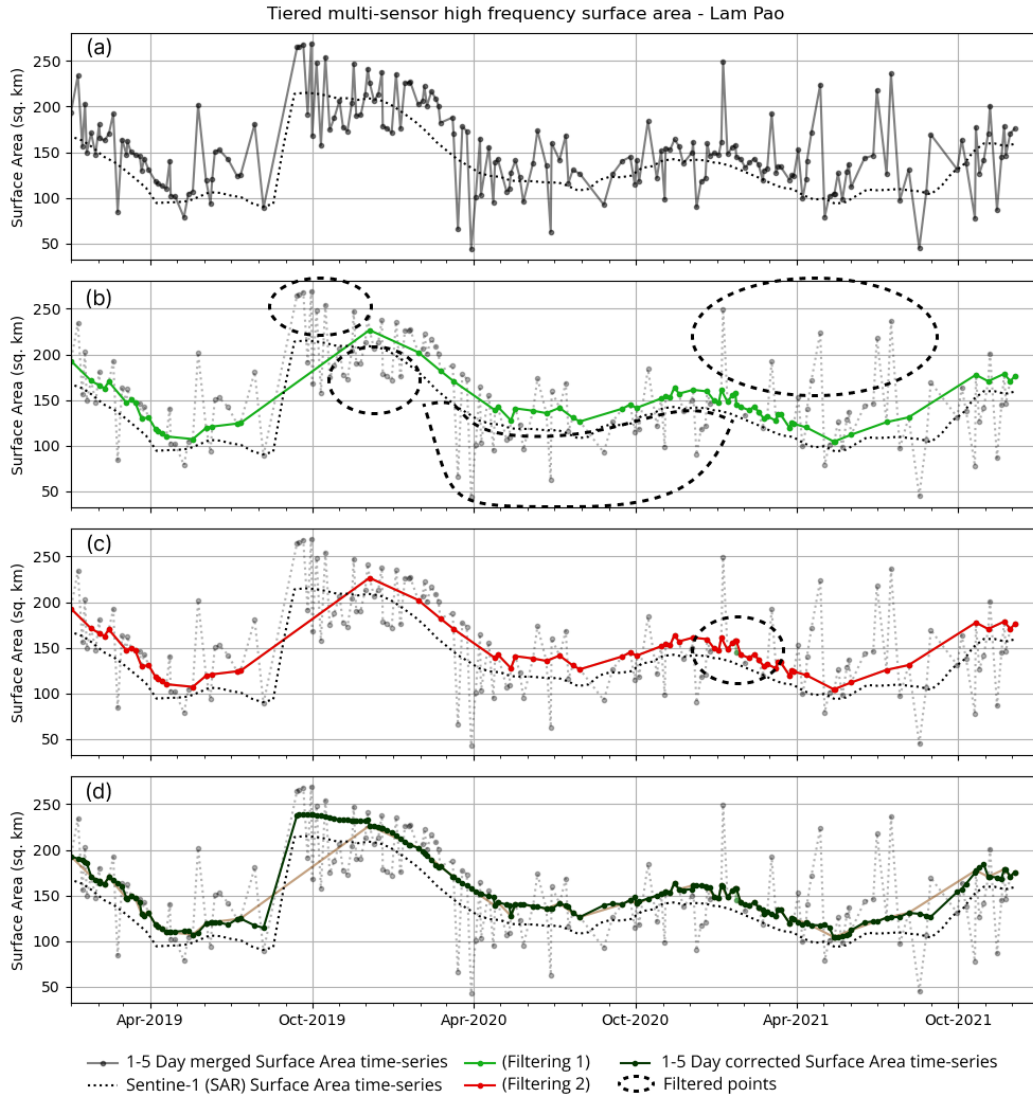 Tiered multi-sensor high frequency surface area - Lam Pao
(a)
Surface Area (sq. km)
250
200
150
100
50
(b)
Surface Area (sq. km)
250
200
150
100
50
(c)
Surface Area (sq. km)
250
200
150
100
50
(d)
Surface Area (sq. km)
250
200
150
100
50
Apr-2019 Oct-2019 Apr-2020 Oct-2020 Apr-2021 Oct-2021
1-5 Day merged Surface Area time-series (Filtering 1) 1-5 Day corrected Surface Area time-series
Sentine-1 (SAR) Surface Area time-series (Filtering 2) Filtered points